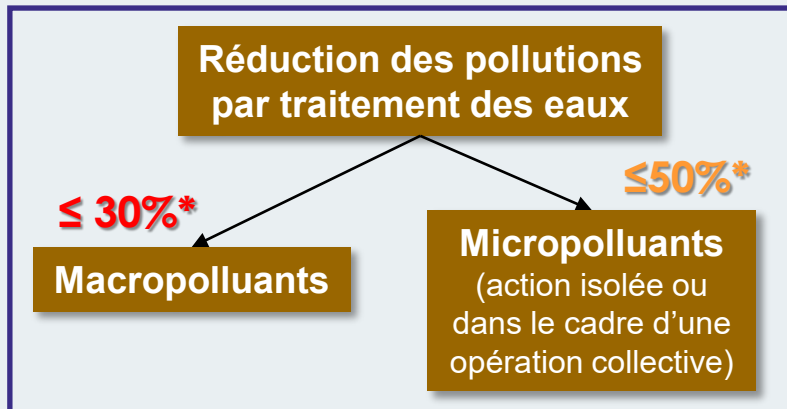 Réduction des pollutions
par traitement des eaux
≤ 30%*
≤50%*
Macropolluants
Micropolluants
(action isolée ou
dans le cadre d’une
opération collective)